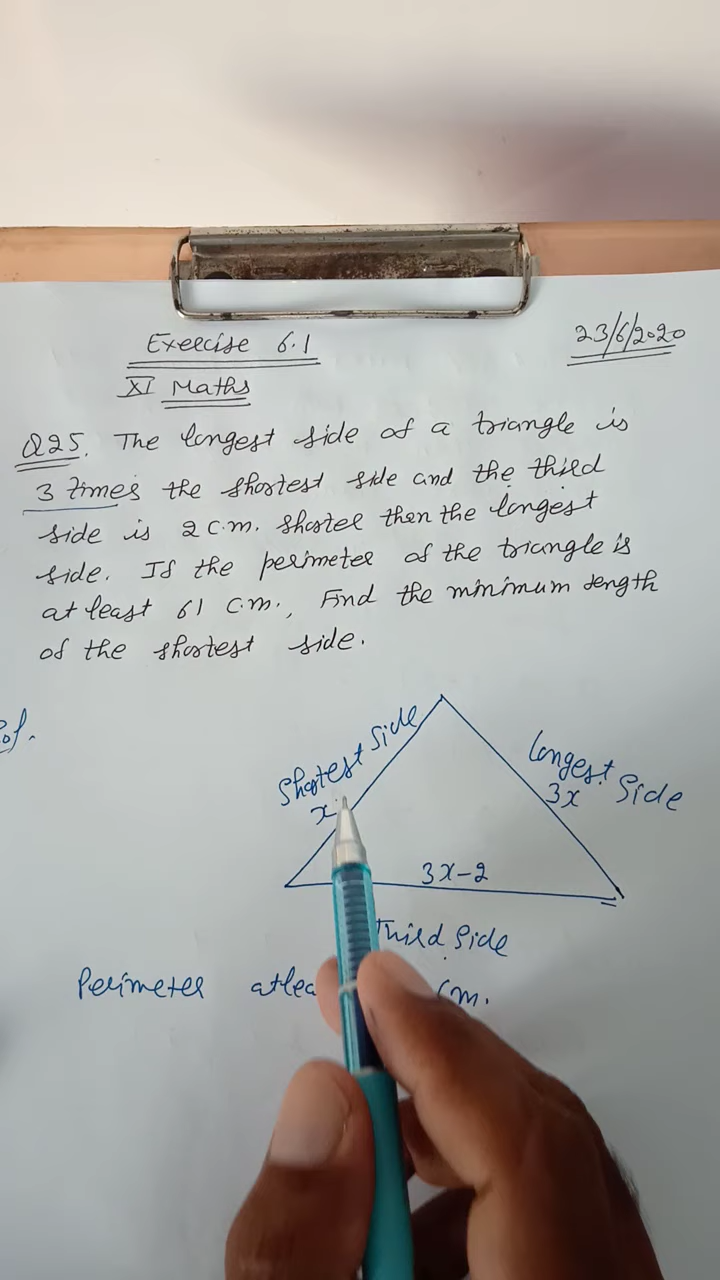 Exercise 6.1
23/6/2020
XI Maths
Q25. The longest side of a triangle is
3 times the shortest side and the third
side is 2 c.m. shorter then the longest
side. If the perimeter of the triangle is
at least 61 c.m., Find the minimum length
of the shortest side.
Shortest side
x
Longest side
3x
3x-2
Third side
Perimeter cm.